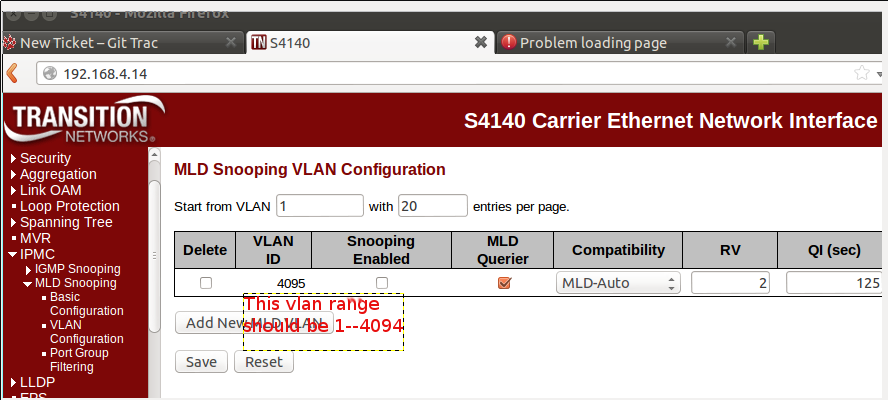 S4140 - Mozilla Firefox
New Ticket – Git Trac
S4140
Problem loading page
192.168.4.14
TRANSITION
NETWORKS®
S4140 Carrier Ethernet Network Interface
Security
Aggregation
Link OAM
Loop Protection
Spanning Tree
MVR
IPMC
IGMP Snooping
MLD Snooping
Basic
Configuration
VLAN
Configuration
Port Group
Filtering
LLDP
EPS
MLD Snooping VLAN Configuration
Start from VLAN 1 with 20 entries per page.
Delete VLAN ID Snooping Enabled MLD Querier Compatibility RV QI (sec)
4095 MLD-Auto 2 125
This vlan range
should be 1--4094
Add New MLD VLAN
Save Reset